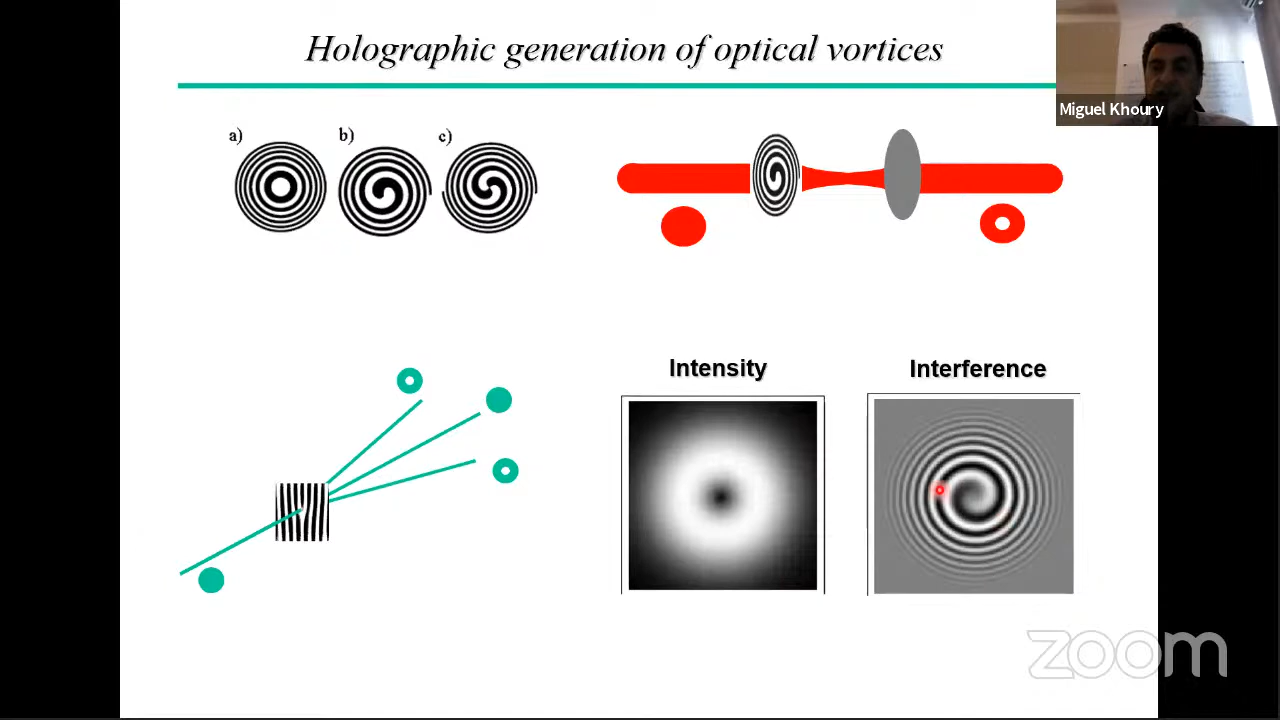 Holographic generation of optical vortices
Miguel Khoury
a) b) c)
Intensity Interference
zoom